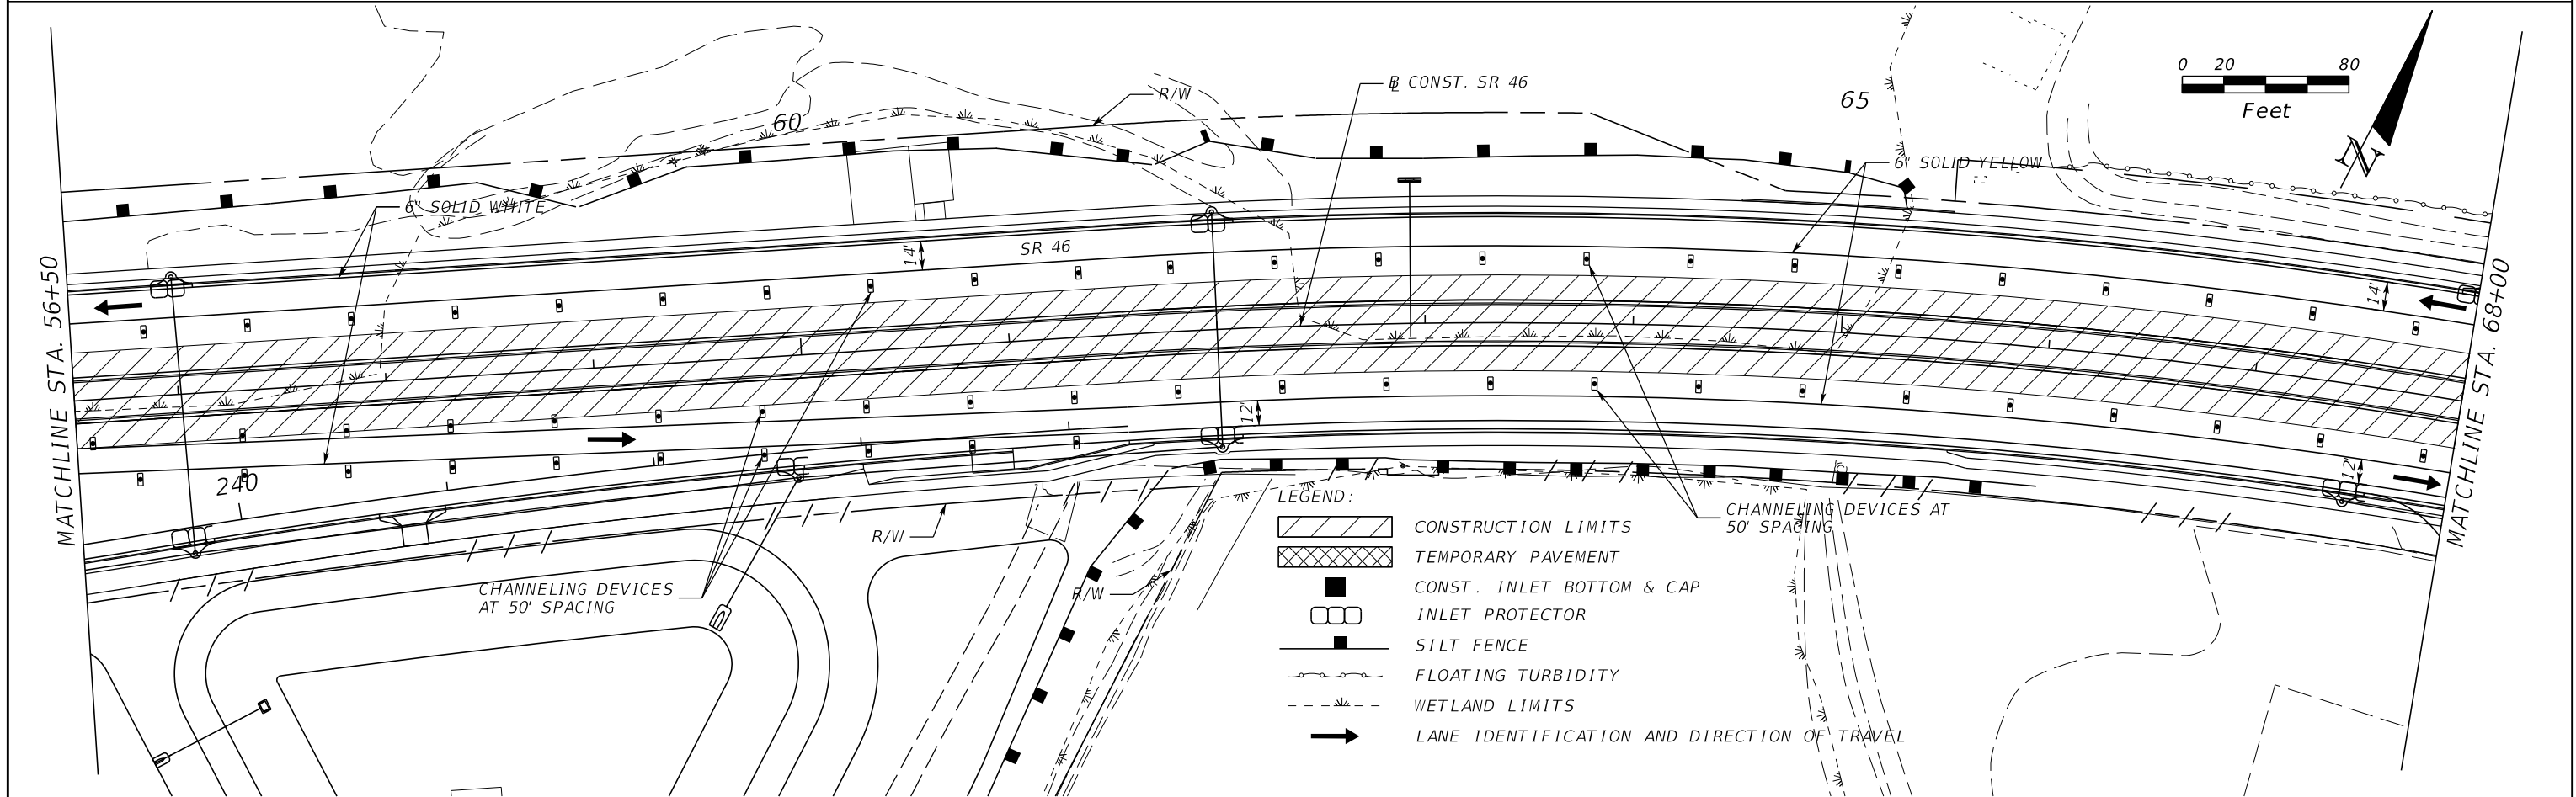 60
R/W
B CONST. SR 46
L
65
0 20 80
Feet
N
6" SOLID WHITE
6" SOLID YELLOW
SR 46
14'
14'
MATCHLINE STA. 56+50
MATCHLINE STA. 68+00
12'
12'
240
R/W
R/W
CHANNELING DEVICES
AT 50' SPACING
CHANNELING DEVICES AT
50' SPACING
LEGEND:
CONSTRUCTION LIMITS
TEMPORARY PAVEMENT
CONST. INLET BOTTOM & CAP
INLET PROTECTOR
SILT FENCE
FLOATING TURBIDITY
WETLAND LIMITS
LANE IDENTIFICATION AND DIRECTION OF TRAVEL